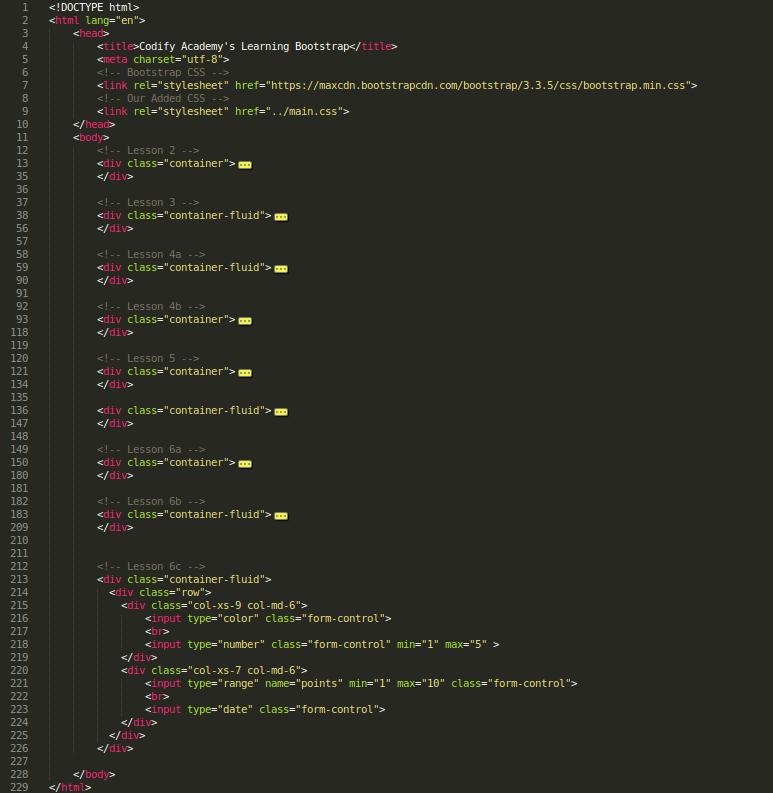 1 <!DOCTYPE html>
2 <html lang="en">
3 <head>
4 <title>Codify Academy's Learning Bootstrap</title>
5 <meta charset="utf-8">
6 <!-- Bootstrap CSS -->
7 <link rel="stylesheet" href="https://maxcdn.bootstrapcdn.com/bootstrap/3.3.5/css/bootstrap.min.css">
8 <!-- Our Added CSS -->
9 <link rel="stylesheet" href="../main.css">
10 </head>
11 <body>
12 <!-- Lesson 2 -->
13 <div class="container">
35 </div>
36
37 <!-- Lesson 3 -->
38 <div class="container-fluid">
56 </div>
57
58 <!-- Lesson 4a -->
59 <div class="container-fluid">
90 </div>
91
92 <!-- Lesson 4b -->
93 <div class="container">
118 </div>
119
120 <!-- Lesson 5 -->
121 <div class="container">
134 </div>
135
136 <div class="container-fluid">
147 </div>
148
149 <!-- Lesson 6a -->
150 <div class="container">
180 </div>
181
182 <!-- Lesson 6b -->
183 <div class="container-fluid">
209 </div>
210
211
212 <!-- Lesson 6c -->
213 <div class="container-fluid">
214 <div class="row">
215 <div class="col-xs-9 col-md-6">
216 <input type="color" class="form-control">
217 <br>
218 <input type="number" class="form-control" min="1" max="5" >
219 </div>
220 <div class="col-xs-7 col-md-6">
221 <input type="range" name="points" min="1" max="10" class="form-control">
222 <br>
223 <input type="date" class="form-control">
224 </div>
225 </div>
226 </div>
227
228 </body>
229 </html>